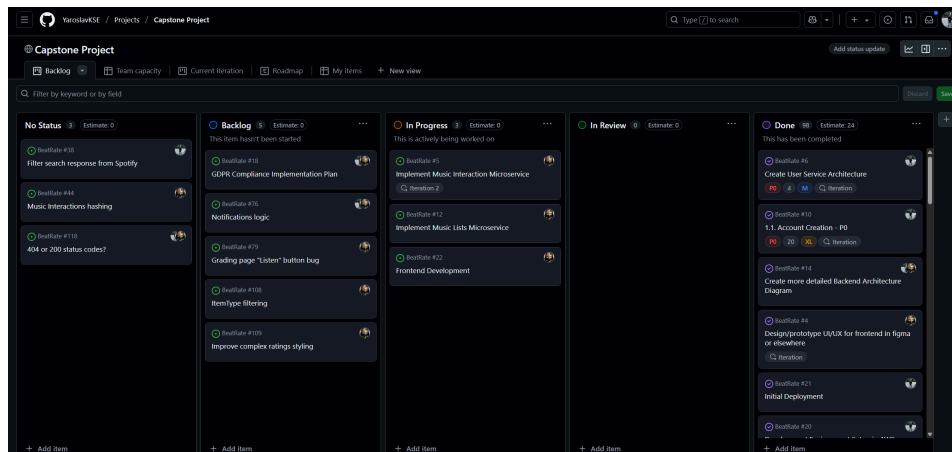 YaroslavKSE / Projects / Capstone Project
Type / to search
Capstone Project
Add status update
Backlog
Team capacity
Current iteration
Roadmap
My items
+ New view
Filter by keyword or by field
Discard
Save
No Status 3 Estimate: 0
BeatRate #38
Filter search response from Spotify
BeatRate #44
Music Interactions hashing
BeatRate #118
404 or 200 status codes?
+ Add item
Backlog 5 Estimate: 0
This item hasn't been started
BeatRate #18
GDPR Compliance Implementation Plan
BeatRate #76
Notifications logic
BeatRate #79
Grading page "Listen" button bug
BeatRate #108
ItemType filtering
BeatRate #109
Improve complex ratings styling
+ Add item
In Progress 3 Estimate: 0
This is actively being worked on
BeatRate #5
Implement Music Interaction Microservice
Iteration 2
BeatRate #12
Implement Music Lists Microservice
BeatRate #22
Frontend Development
+ Add item
In Review 0 Estimate: 0
+ Add item
Done 98 Estimate: 24
This has been completed
BeatRate #6
Create User Service Architecture
P0 4 M Iteration
BeatRate #10
1.1. Account Creation - P0
P0 20 XL Iteration
BeatRate #14
Create more detailed Backend Architecture
Diagram
BeatRate #4
Design/prototype UI/UX for frontend in figma
or elsewhere
Iteration
BeatRate #21
Initial Deployment
BeatRate #20
+ Add item